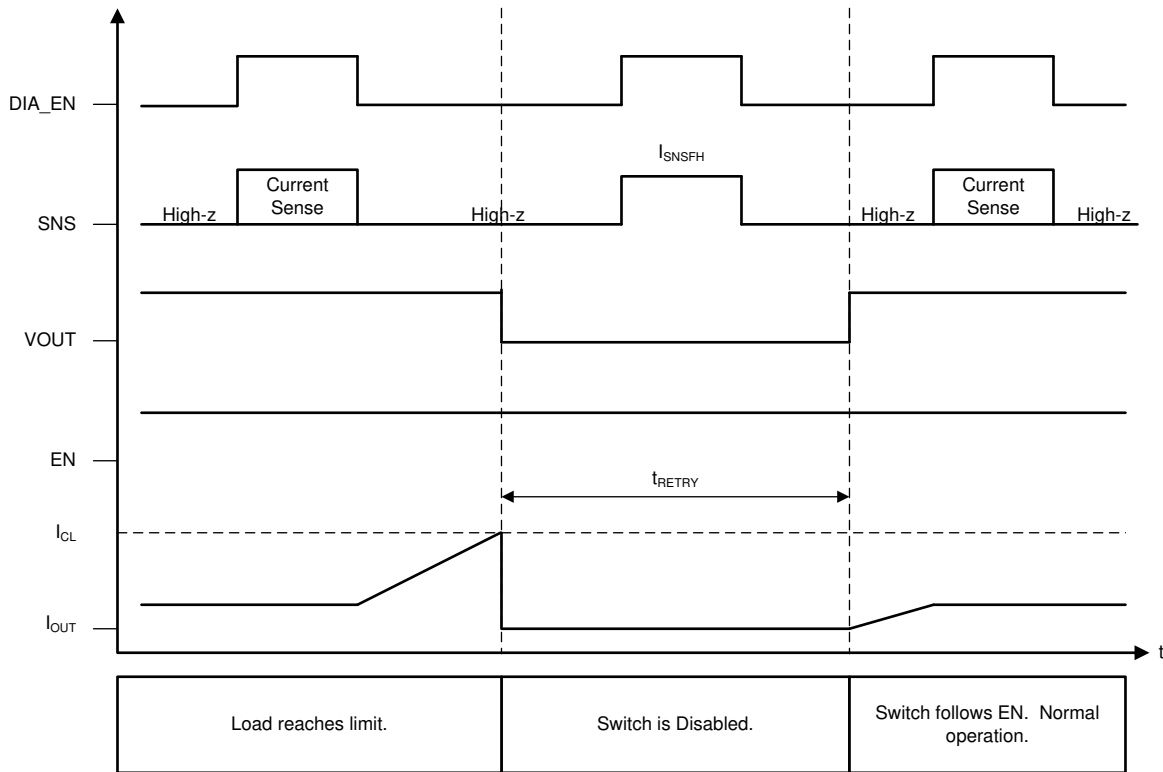 DIA_EN
I_SNSFH
Current
Sense
Current
Sense
High-z
High-z
High-z
High-z
SNS
VOUT
EN
t_RETRY
I_CL
I_OUT
t
Load reaches limit.
Switch is Disabled.
Switch follows EN. Normal
operation.